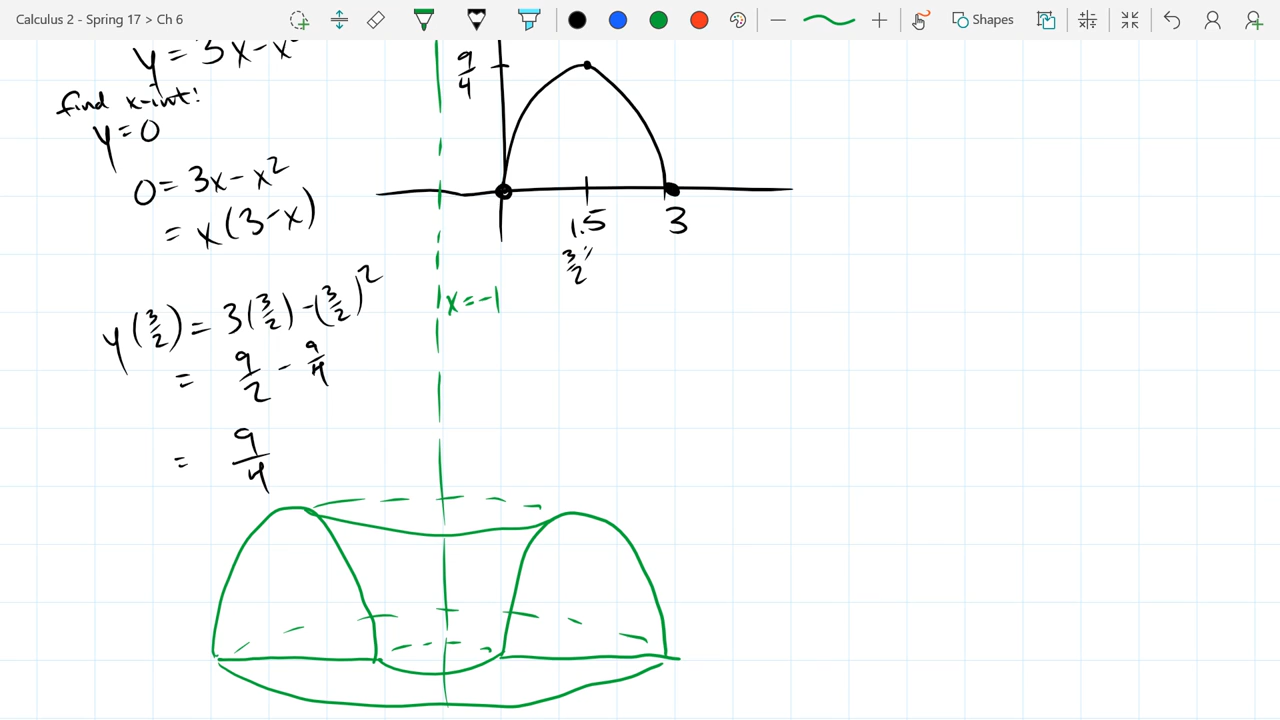 Calculus 2 - Spring 17 > Ch 6
Shapes
y = 3x-x²
find x-int!
y=0
0= 3x-x²
= x(3-x)
y(3/2) = 3(3/2)-(3/2)²
= 9/2 - 9/4
= 9/4
9/4
1.5
3/2
3
x=-1